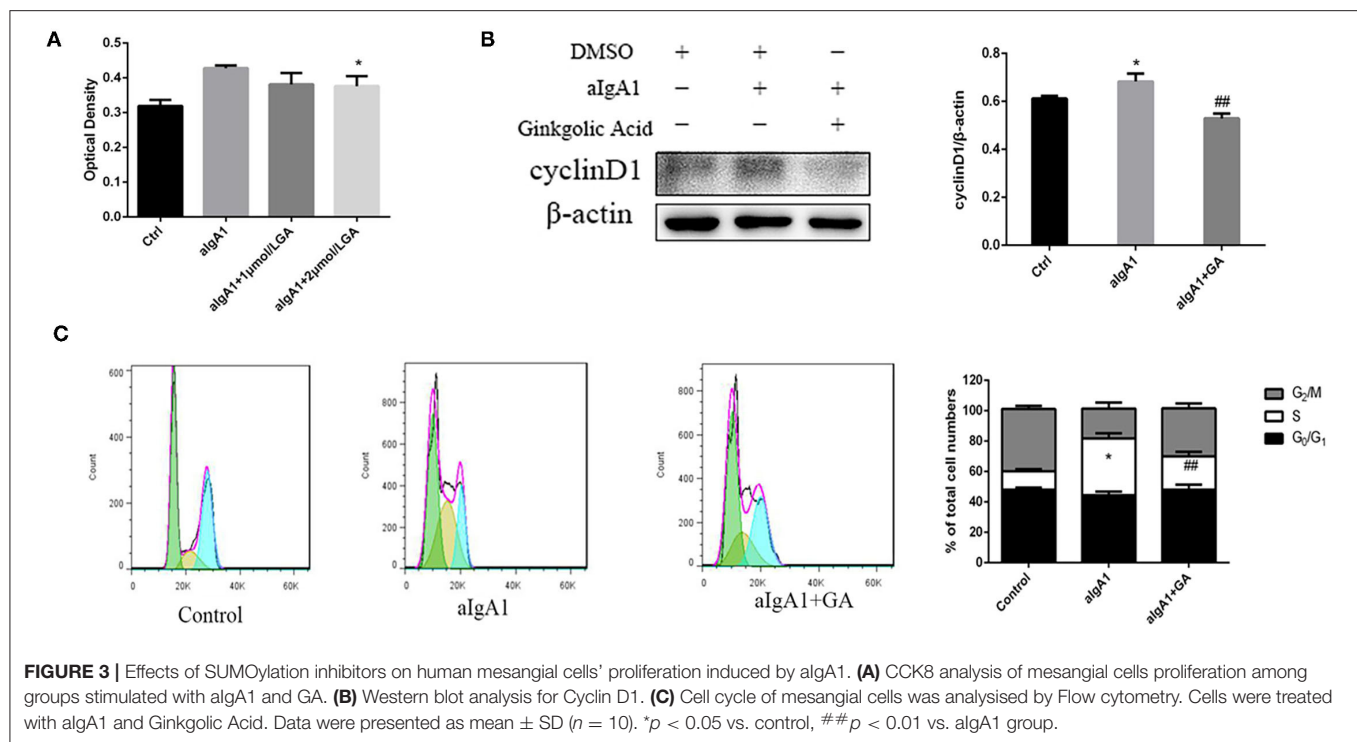 A
Optical Density
0.5
0.4
0.3
0.2
0.1
0.0
*
Ctrl
aIgA1
aIgA1+1μmol/LGA
aIgA1+2μmol/LGA
B
DMSO + + −
aIgA1 − + +
Ginkgolic Acid − − +
cyclinD1
β-actin
cyclinD1/β-actin
0.8
0.6
0.4
0.2
0.0
*
##
Ctrl
aIgA1
aIgA1+GA
C
Count
600
400
200
0
0 20K 40K 60K
Control
Count
800
600
400
200
0
0 20K 40K 60K
aIgA1
Count
800
600
400
200
0
0 20K 40K 60K
aIgA1+GA
% of total cell numbers
120
100
80
60
40
20
0
*
##
Control
aIgA1
aIgA1+GA
G2/M
S
G0/G1
FIGURE 3 | Effects of SUMOylation inhibitors on human mesangial cells' proliferation induced by aIgA1. (A) CCK8 analysis of mesangial cells proliferation among
groups stimulated with aIgA1 and GA. (B) Western blot analysis for Cyclin D1. (C) Cell cycle of mesangial cells was analysised by Flow cytometry. Cells were treated
with aIgA1 and Ginkgolic Acid. Data were presented as mean ± SD (n = 10). *p < 0.05 vs. control, ##p < 0.01 vs. aIgA1 group.